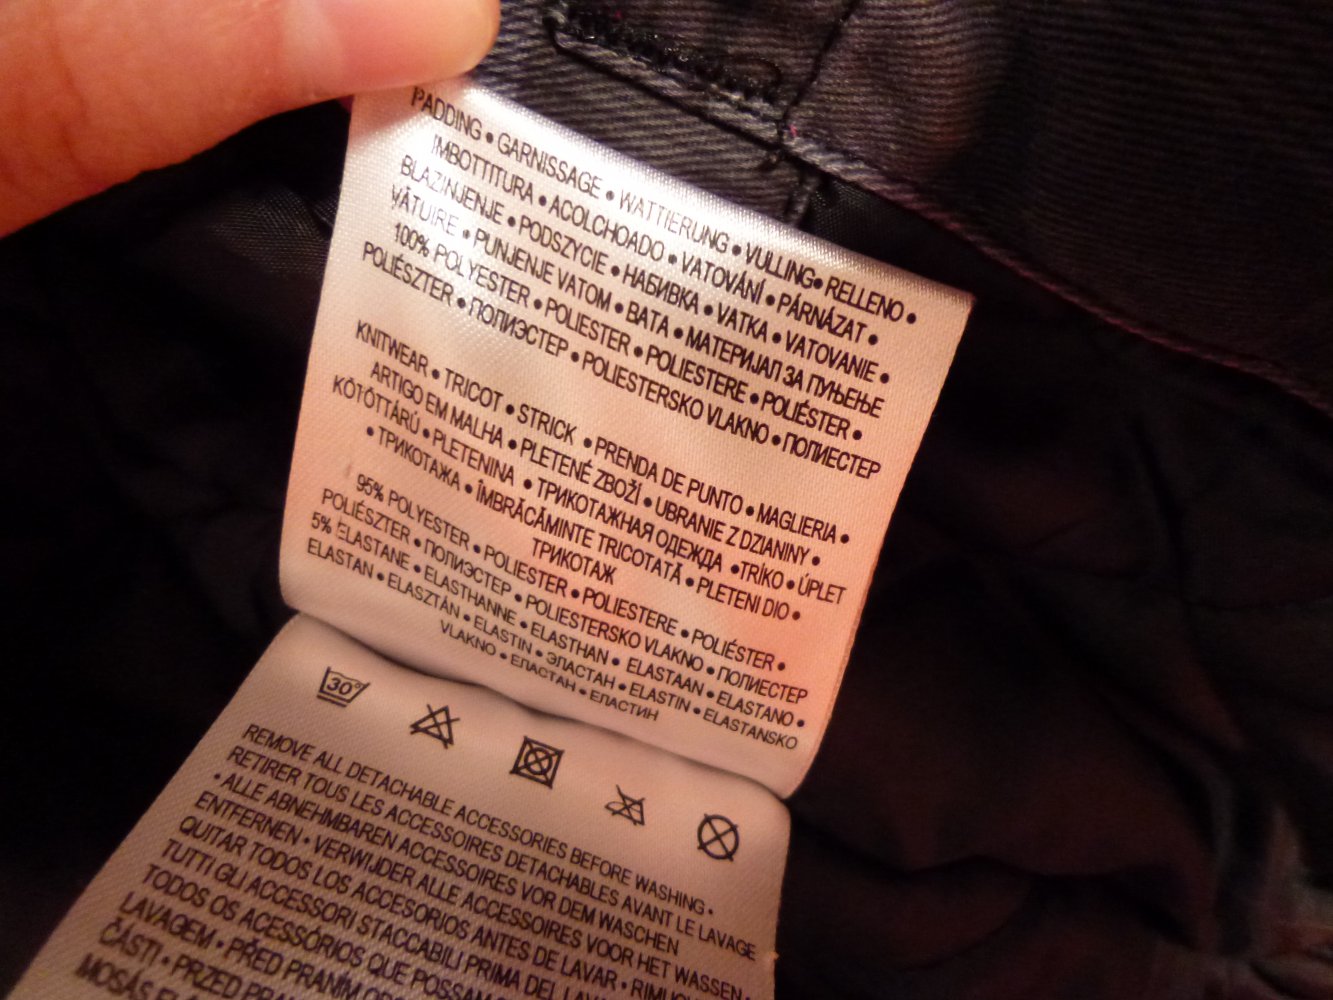 PADDING • GARNISSAGE • WATTIERUNG • VULLING • RELLENO •
IMBOTTITURA • ACOLCHOADO • VATOVÁNÍ • PÁRNÁZAT •
BLAZINJENJE • PODSZYCIE • НАБИВКА • VATKA • VATOVANIE •
VĂTUIRE • PUNJENJE VATOM • ВАТА • МАТЕРИЈАЛ ЗА ПУЊЕЊЕ
100% POLYESTER • POLIESTER • POLIESTERE • POLIÉSTER •
POLIÉSZTER • ПОЛИЭСТЕР • POLIESTERSKO VLAKNO • ПОЛИЕСТЕР
KNITWEAR • TRICOT • STRICK • PRENDA DE PUNTO • MAGLIERIA •
ARTIGO EM MALHA • PLETENÉ ZBOŽÍ • UBRANIE Z DZIANINY •
KÖTÖTTÁRÚ • PLETENINA • ТРИКОТАЖНАЯ ОДЕЖДА • TRÍKO • ÚPLET
• ТРИКОТАЖА • ÎMBRĂCĂMINTE TRICOTATĂ • PLETENI DIO •
ТРИКОТАЖ
95% POLYESTER • POLIESTER • POLIESTERE • POLIÉSTER •
POLIÉSZTER • ПОЛИЭСТЕР • POLIESTERSKO VLAKNO • ПОЛИЕСТЕР
5% ELASTANE • ELASTHANNE • ELASTHAN • ELASTAAN • ELASTANO •
ELASTAN • ELASZTÁN • ELASTIN • ЭЛАСТАН • ELASTIN • ELASTANSKO
VLAKNO • ЕЛАСТАН • ЕЛАСТИН
30°
REMOVE ALL DETACHABLE ACCESSORIES BEFORE WASHING •
RETIRER TOUS LES ACCESSOIRES DETACHABLES AVANT LE LAVAGE
• ALLE ABNEHMBAREN ACCESSOIRES VOR DEM WASCHEN
ENTFERNEN • VERWIJDER ALLE ACCESSOIRES VOOR HET WASSEN •
QUITAR TODOS LOS ACCESORIOS ANTES DE LAVAR •
TUTTI GLI ACCESSORI STACCABILI PRIMA DEL
TODOS OS ACESSÓRIOS QUE
LAVAGEM • PŘED PRANÍM
ČÁSTI • PRZED